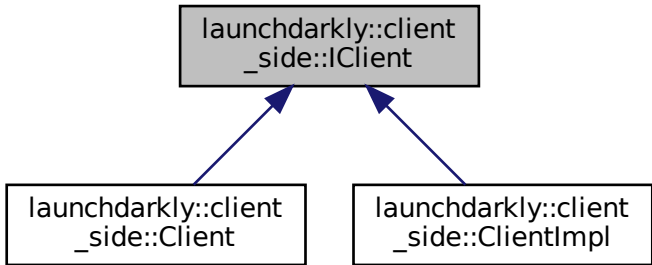 launchdarkly::client
_side::IClient
launchdarkly::client
_side::Client
launchdarkly::client
_side::ClientImpl